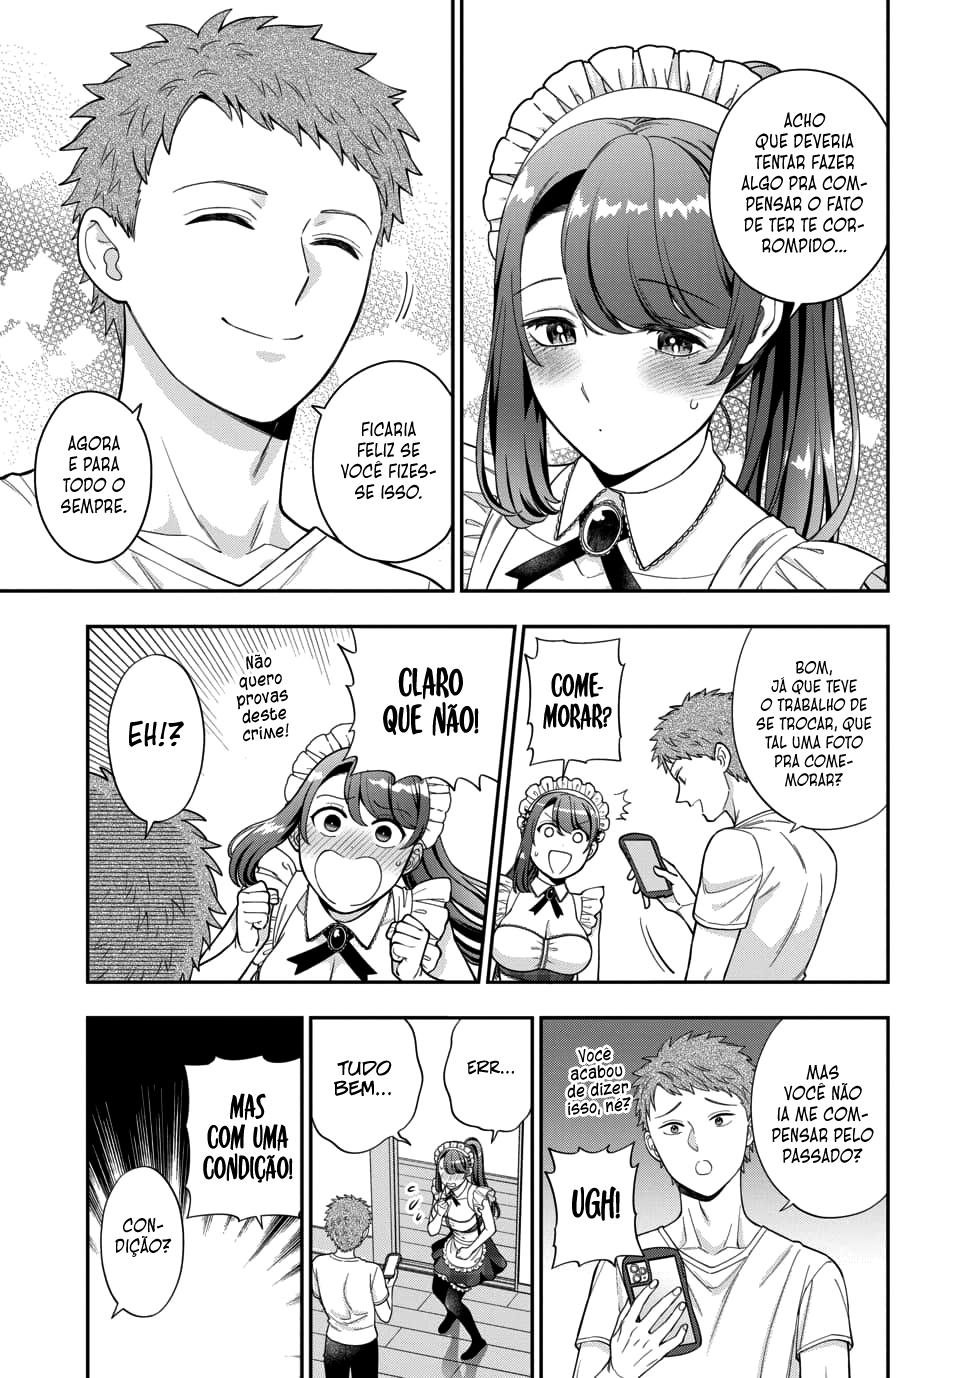 ACHO
QUE DEVERIA
TENTAR FAZER
ALGO PRA COM-
PENSAR O FATO
DE TER TE COR-
ROMPIDO...
FICARIA
FELIZ SE
VOCÊ FIZES-
SE ISSO.
AGORA
E PARA
TODO O
SEMPRE.
BOM,
JÁ QUE TEVE
O TRABALHO DE
SE TROCAR, QUE
TAL UMA FOTO
PRA COME-
MORAR?
COME-
MORAR?
CLARO
QUE NÃO!
Não
quero
provas
deste
crime!
EH!?
MAS
VOCÊ NÃO
IA ME COM-
PENSAR PELO
PASSADO?
Você
acabou
de dizer
isso, né?
UGH!
ERR...
TUDO
BEM...
MAS
COM UMA
CONDIÇÃO!
CON-
DIÇÃO?